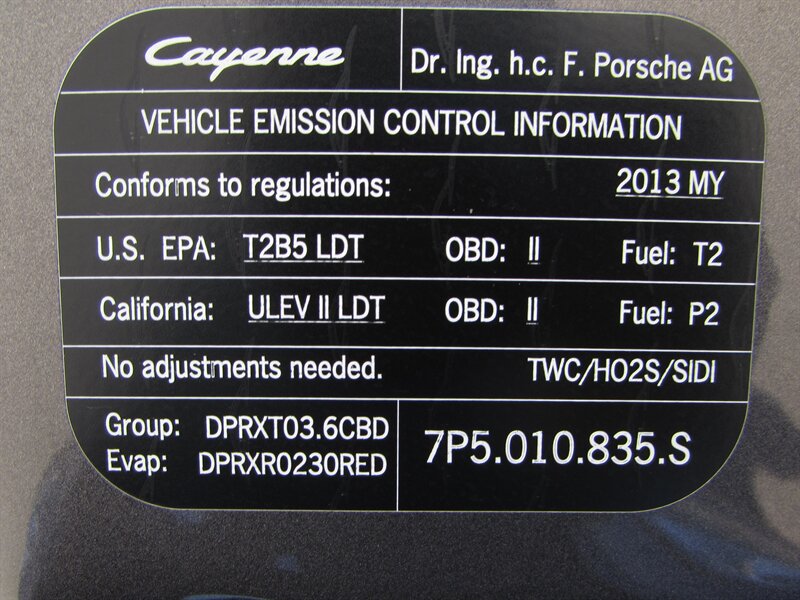 Cayenne Dr. Ing. h.c. F. Porsche AG
VEHICLE EMISSION CONTROL INFORMATION
Conforms to regulations: 2013 MY
U.S. EPA: T2B5 LDT OBD: II Fuel: T2
California: ULEV II LDT OBD: II Fuel: P2
No adjustments needed. TWC/HO2S/SIDI
Group: DPRXT03.6CBD
Evap: DPRXR0230RED
7P5.010.835.S